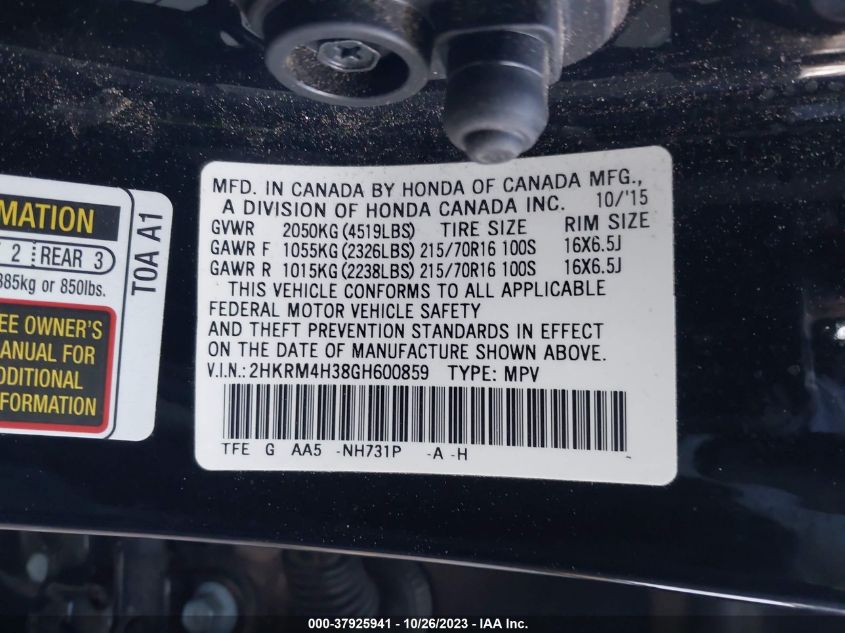 MFD. IN CANADA BY HONDA OF CANADA MFG.,
A DIVISION OF HONDA CANADA INC. 10/'15
GVWR 2050KG (4519LBS) TIRE SIZE RIM SIZE
GAWR F 1055KG (2326LBS) 215/70R16 100S 16X6.5J
GAWR R 1015KG (2238LBS) 215/70R16 100S 16X6.5J
THIS VEHICLE CONFORMS TO ALL APPLICABLE
FEDERAL MOTOR VEHICLE SAFETY
AND THEFT PREVENTION STANDARDS IN EFFECT
ON THE DATE OF MANUFACTURE SHOWN ABOVE.
V.I.N.: 2HKRM4H38GH600859 TYPE: MPV
TFE G AA5 -NH731P -A -H -
MATION
2 REAR 3
385kg or 850lbs.
EE OWNER'S
ANUAL FOR
DDITIONAL
FORMATION
TOA A1
000-37925941 - 10/26/2023 - IAA Inc.